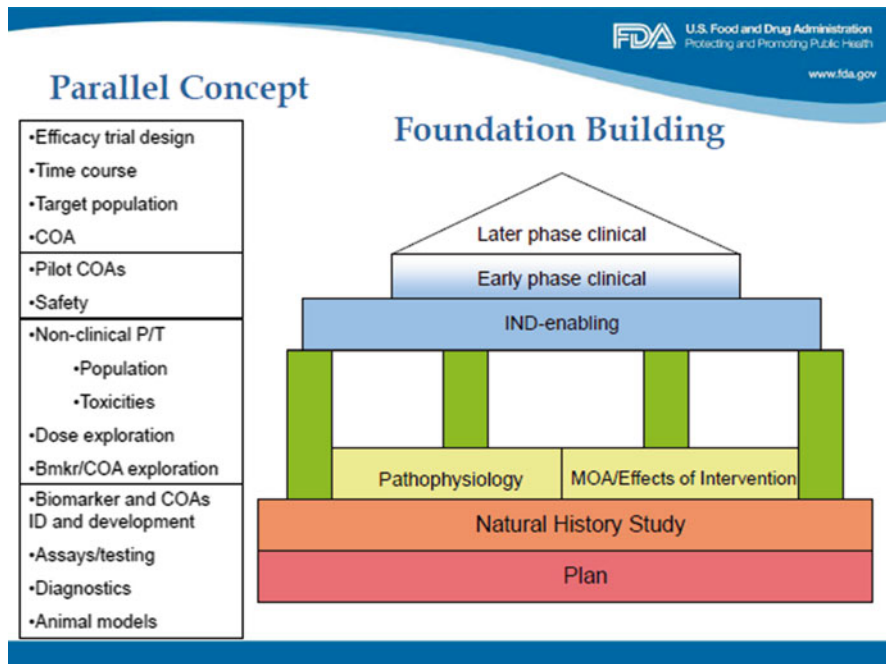 FDA
U.S. Food and Drug Administration
Protecting and Promoting Public Health
www.fda.gov
Parallel Concept
•Efficacy trial design
•Time course
•Target population
•COA
•Pilot COAs
•Safety
•Non-clinical P/T
•Population
•Toxicities
•Dose exploration
•Bmkr/COA exploration
•Biomarker and COAs
ID and development
•Assays/testing
•Diagnostics
•Animal models
Foundation Building
Later phase clinical
Early phase clinical
IND-enabling
Pathophysiology
MOA/Effects of Intervention
Natural History Study
Plan